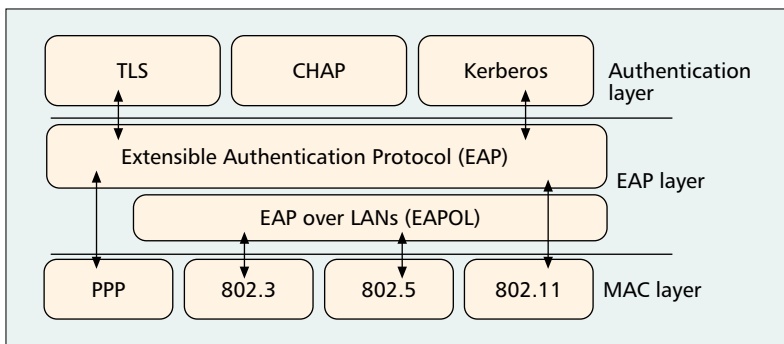 TLS
CHAP
Kerberos
Authentication
layer
Extensible Authentication Protocol (EAP)
EAP layer
EAP over LANs (EAPOL)
PPP
802.3
802.5
802.11
MAC layer